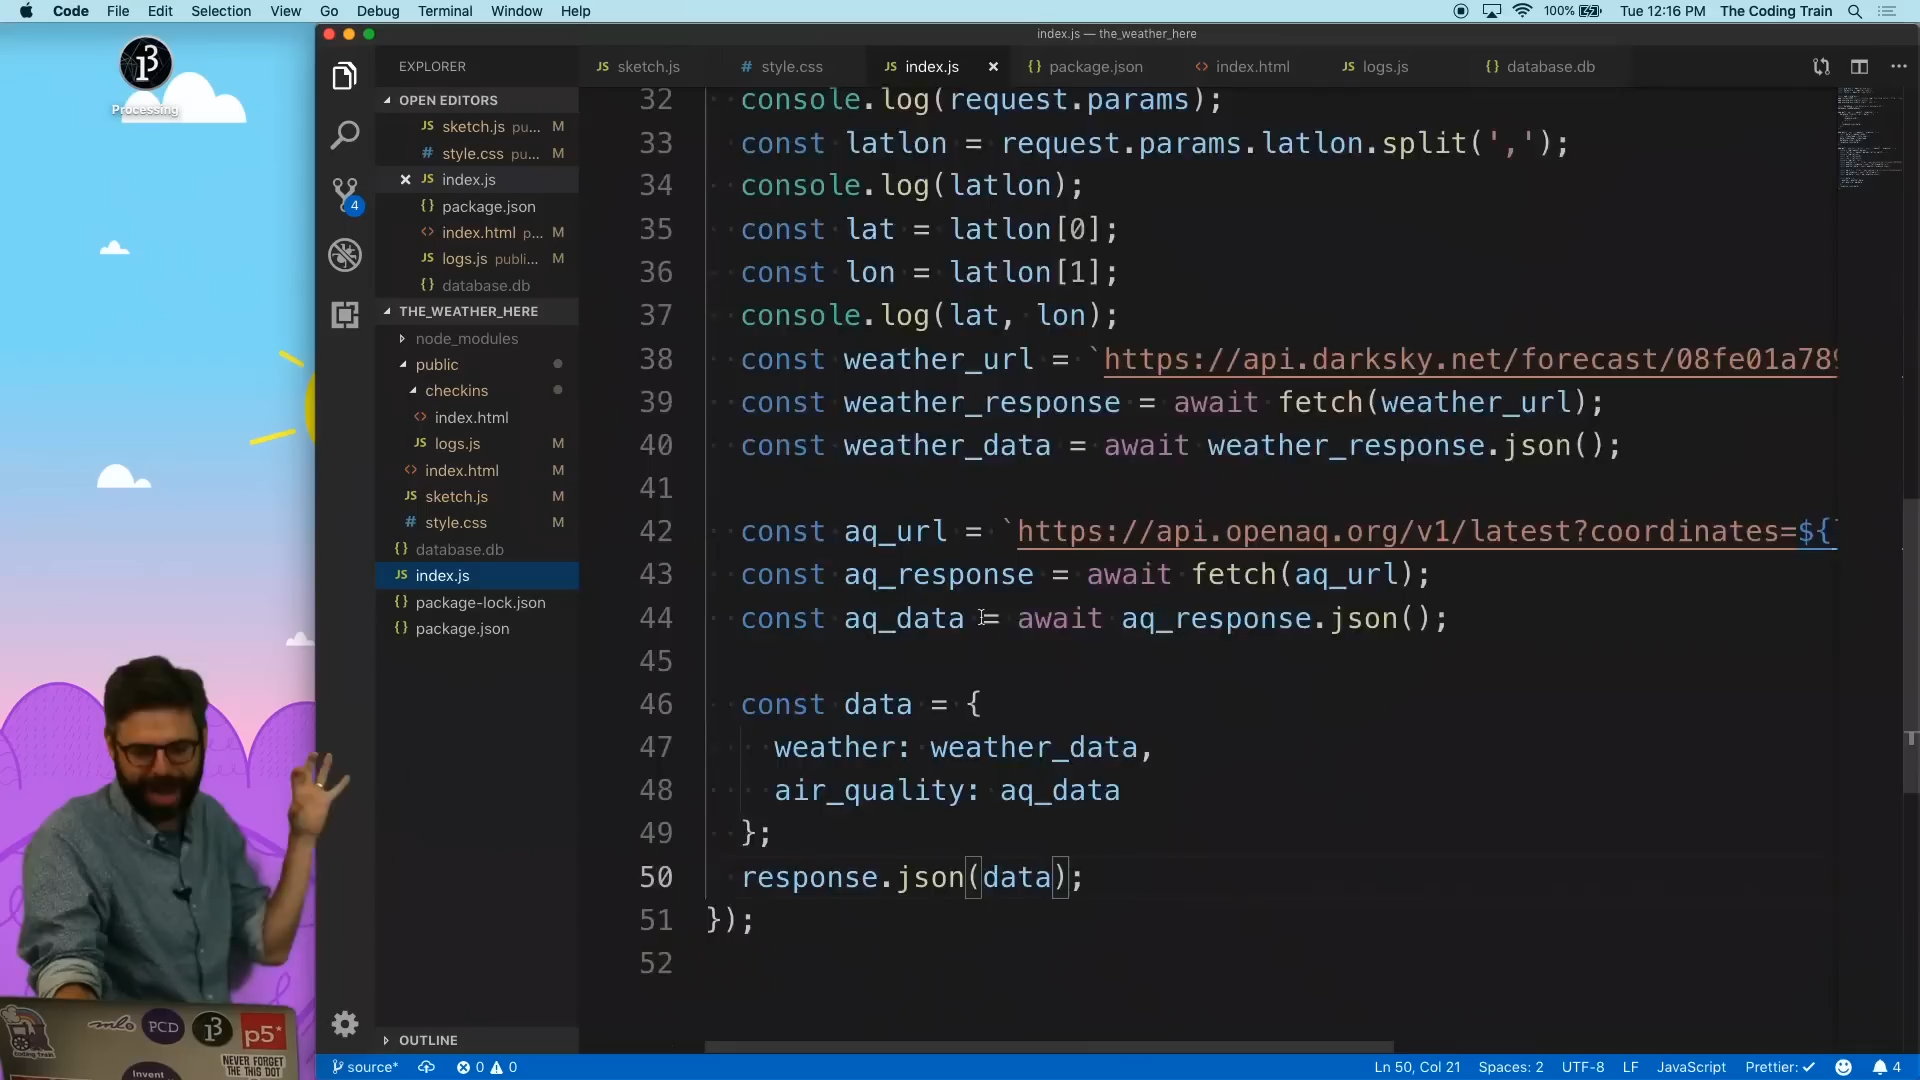 Code File Edit Selection View Go Debug Terminal Window Help
100% Tue 12:16 PM The Coding Train
index.js — the_weather_here
Processing
EXPLORER
OPEN EDITORS
JS sketch.js pu... M
# style.css pu... M
JS index.js
{} package.json
<> index.html p... M
JS logs.js publi... M
{} database.db
4
THE_WEATHER_HERE
node_modules
public
checkins
<> index.html
JS logs.js M
<> index.html M
JS sketch.js M
# style.css M
{} database.db
JS index.js
{} package-lock.json
{} package.json
OUTLINE
JS sketch.js # style.css JS index.js {} package.json <> index.html JS logs.js {} database.db
32 console.log(request.params);
33 const latlon = request.params.latlon.split(',');
34 console.log(latlon);
35 const lat = latlon[0];
36 const lon = latlon[1];
37 console.log(lat, lon);
38 const weather_url = `https://api.darksky.net/forecast/08fe01a789
39 const weather_response = await fetch(weather_url);
40 const weather_data = await weather_response.json();
41
42 const aq_url = `https://api.openaq.org/v1/latest?coordinates=${
43 const aq_response = await fetch(aq_url);
44 const aq_data = await aq_response.json();
45
46 const data = {
47 weather: weather_data,
48 air_quality: aq_data
49 };
50 response.json(data);
51 });
52
mlo
PCD
p5*
NEVER FORGET
THE THIS DOT
Invent
source* 0 0 Ln 50, Col 21 Spaces: 2 UTF-8 LF JavaScript Prettier: ✓ 4